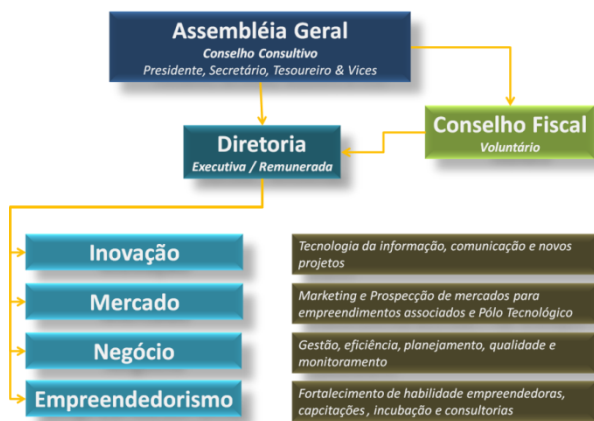 Assembléia Geral
Conselho Consultivo
Presidente, Secretário, Tesoureiro & Vices
Conselho Fiscal
Voluntário
Diretoria
Executiva / Remunerada
Inovação
Tecnologia da informação, comunicação e novos
projetos
Mercado
Marketing e Prospecção de mercados para
empreendimentos associados e Pólo Tecnológico
Negócio
Gestão, eficiência, planejamento, qualidade e
monitoramento
Empreendedorismo
Fortalecimento de habilidade empreendedoras,
capcitações , incubação e consultorias